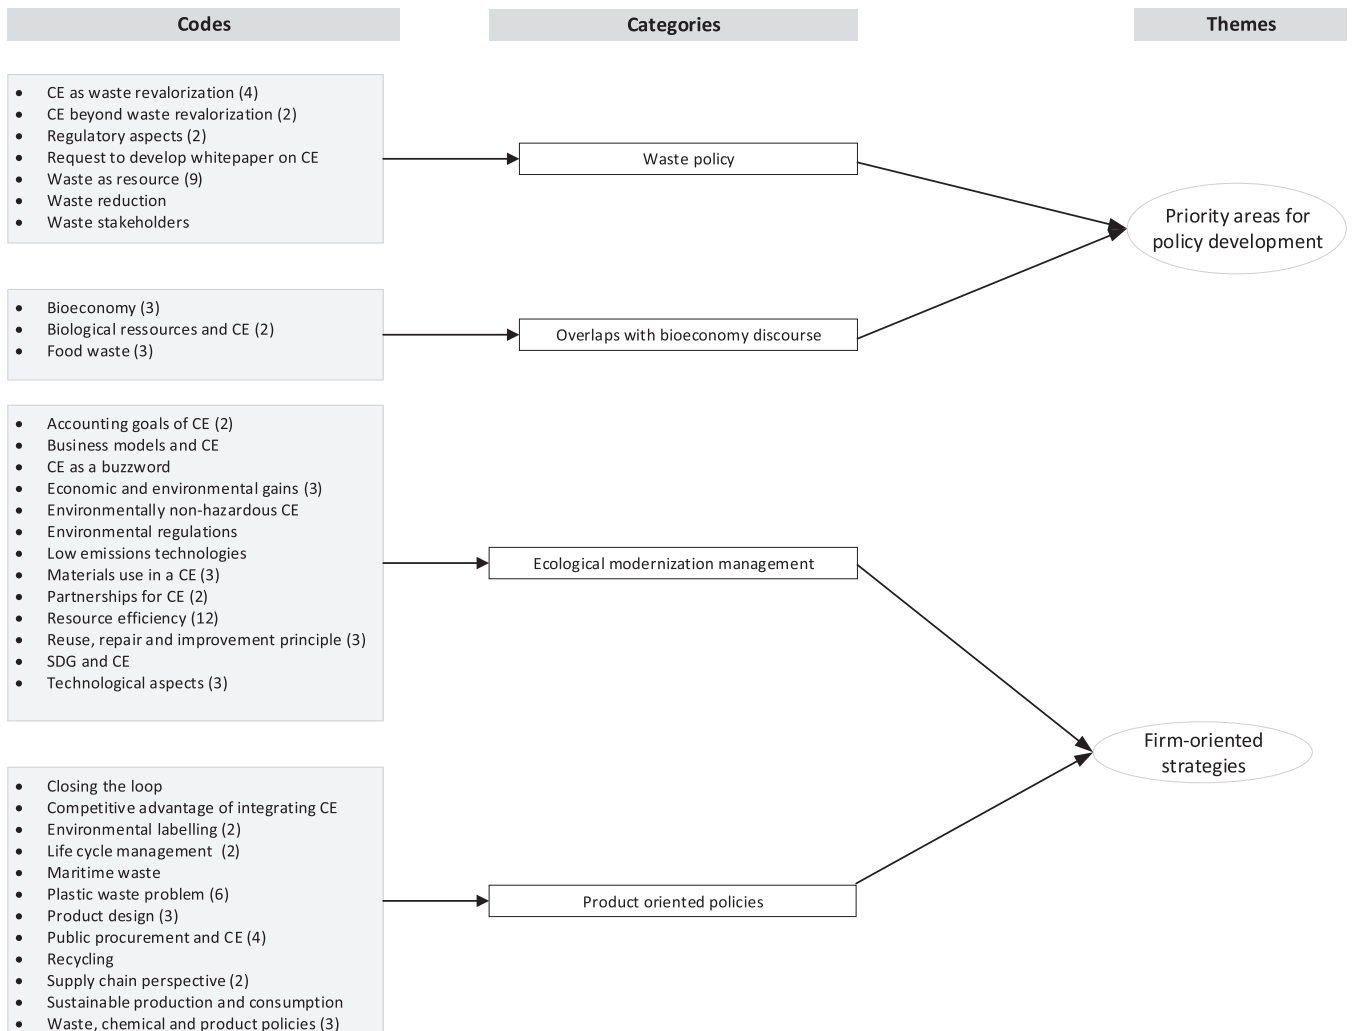 Codes
Categories
Themes
CE as waste revalorization (4)
CE beyond waste revalorization (2)
Regulatory aspects (2)
Request to develop whitepaper on CE
Waste as resource (9)
Waste reduction
Waste stakeholders
Waste policy
Priority areas for
policy development
Bioeconomy (3)
Biological ressources and CE (2)
Food waste (3)
Overlaps with bioeconomy discourse
Accounting goals of CE (2)
Business models and CE
CE as a buzzword
Economic and environmental gains (3)
Environmentally non-hazardous CE
Environmental regulations
Low emissions technologies
Materials use in a CE (3)
Partnerships for CE (2)
Resource efficiency (12)
Reuse, repair and improvement principle (3)
SDG and CE
Technological aspects (3)
Ecological modernization management
Firm-oriented
strategies
Closing the loop
Competitive advantage of integrating CE
Environmental labelling (2)
Life cycle management (2)
Maritime waste
Plastic waste problem (6)
Product design (3)
Public procurement and CE (4)
Recycling
Supply chain perspective (2)
Sustainable production and consumption
Waste, chemical and product policies (3)
Product oriented policies